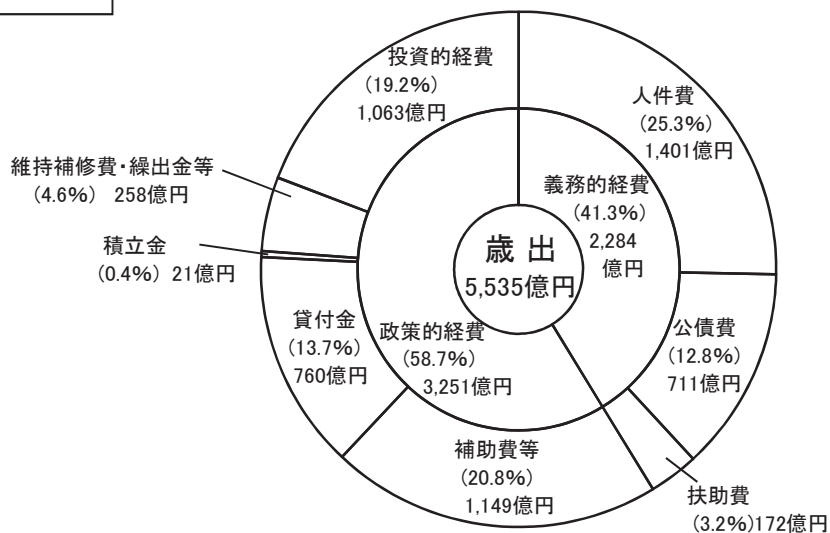 歳出
5,535億円
義務的経費
(41.3%)
2,284
億円
政策的経費
(58.7%)
3,251億円
人件費
(25.3%)
1,401億円
公債費
(12.8%)
711億円
扶助費
(3.2%)172億円
補助費等
(20.8%)
1,149億円
貸付金
(13.7%)
760億円
積立金
(0.4%) 21億円
維持補修費・繰出金等
(4.6%) 258億円
投資的経費
(19.2%)
1,063億円